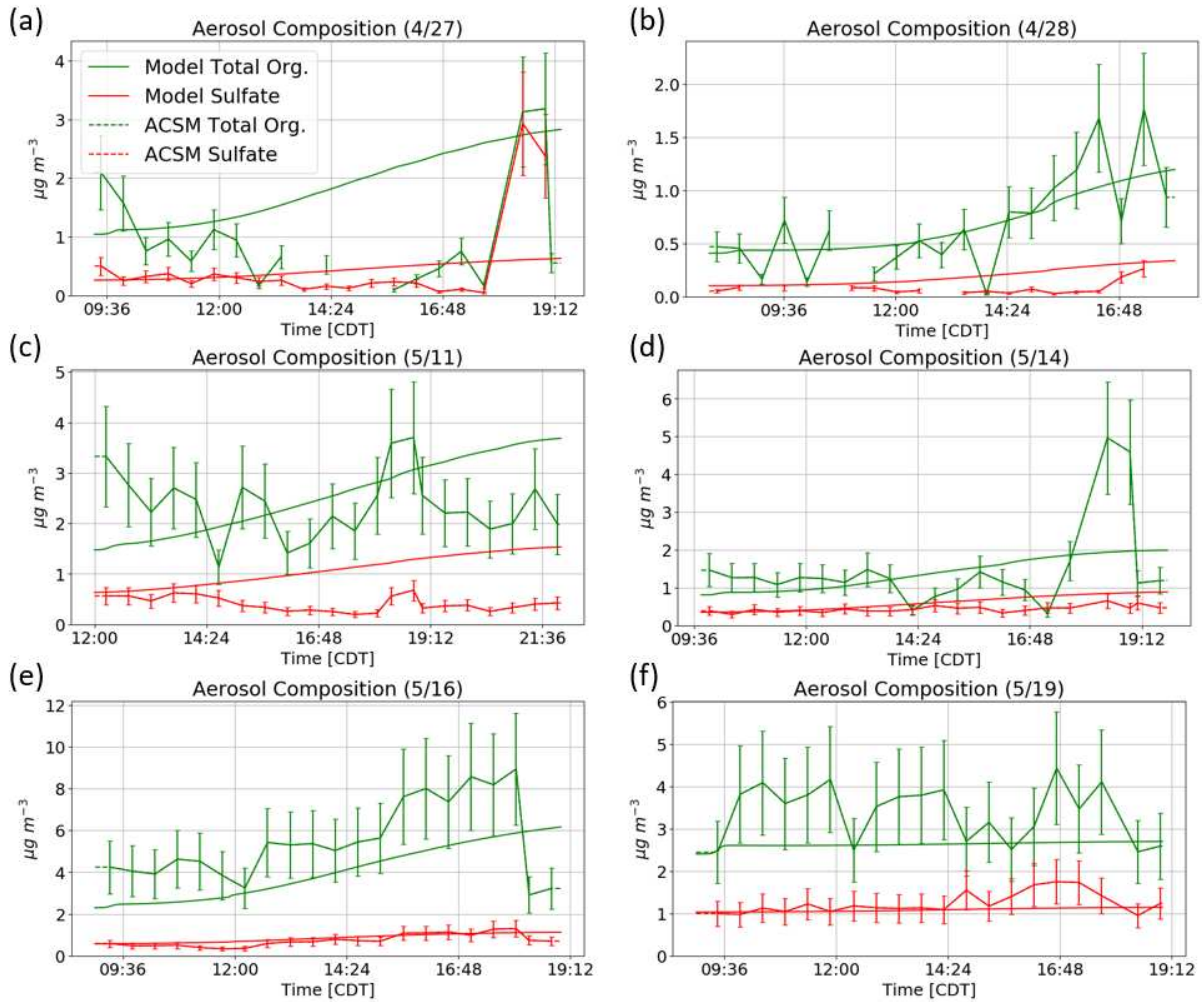 (a)
Aerosol Composition (4/27)
Model Total Org.
Model Sulfate
ACSM Total Org.
ACSM Sulfate
4
3
2
1
0
μg m⁻³
09:36 12:00 14:24 16:48 19:12
Time [CDT]
(b)
Aerosol Composition (4/28)
2.0
1.5
1.0
0.5
0.0
μg m⁻³
09:36 12:00 14:24 16:48
Time [CDT]
(c)
Aerosol Composition (5/11)
5
4
3
2
1
0
μg m⁻³
12:00 14:24 16:48 19:12 21:36
Time [CDT]
(d)
Aerosol Composition (5/14)
6
5
4
3
2
1
0
μg m⁻³
09:36 12:00 14:24 16:48 19:12
Time [CDT]
(e)
Aerosol Composition (5/16)
12
10
8
6
4
2
0
μg m⁻³
09:36 12:00 14:24 16:48 19:12
Time [CDT]
(f)
Aerosol Composition (5/19)
6
5
4
3
2
1
0
μg m⁻³
09:36 12:00 14:24 16:48 19:12
Time [CDT]